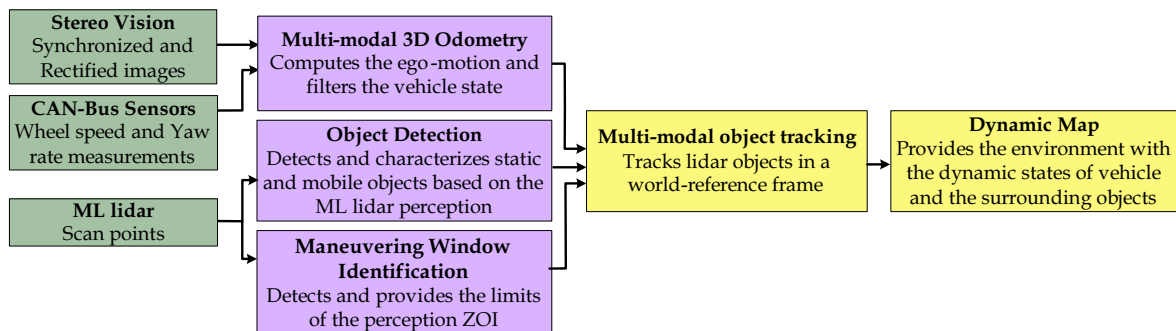 Stereo Vision
Synchronized and
Rectified images
CAN-Bus Sensors
Wheel speed and Yaw
rate measurements
ML lidar
Scan points
Multi-modal 3D Odometry
Computes the ego-motion and
filters the vehicle state
Object Detection
Detects and characterizes static
and mobile objects based on the
ML lidar perception
Maneuvering Window
Identification
Detects and provides the limits
of the perception ZOI
Multi-modal object tracking
Tracks lidar objects in a
world-reference frame
Dynamic Map
Provides the environment with
the dynamic states of vehicle
and the surrounding objects